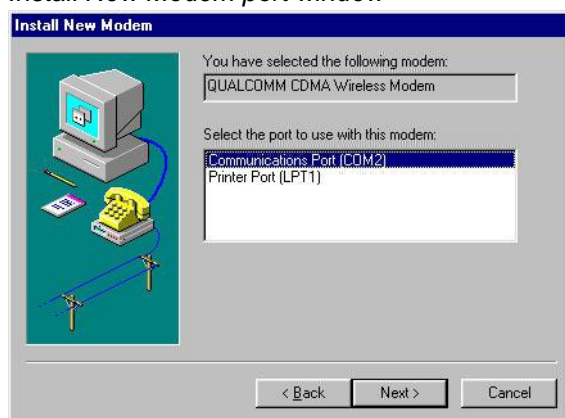 Install New Modem port window
Install New Modem
You have selected the following modem:
QUALCOMM CDMA Wireless Modem
Select the port to use with this modem:
Communications Port (COM2)
Printer Port (LPT1)
< Back
Next >
Cancel